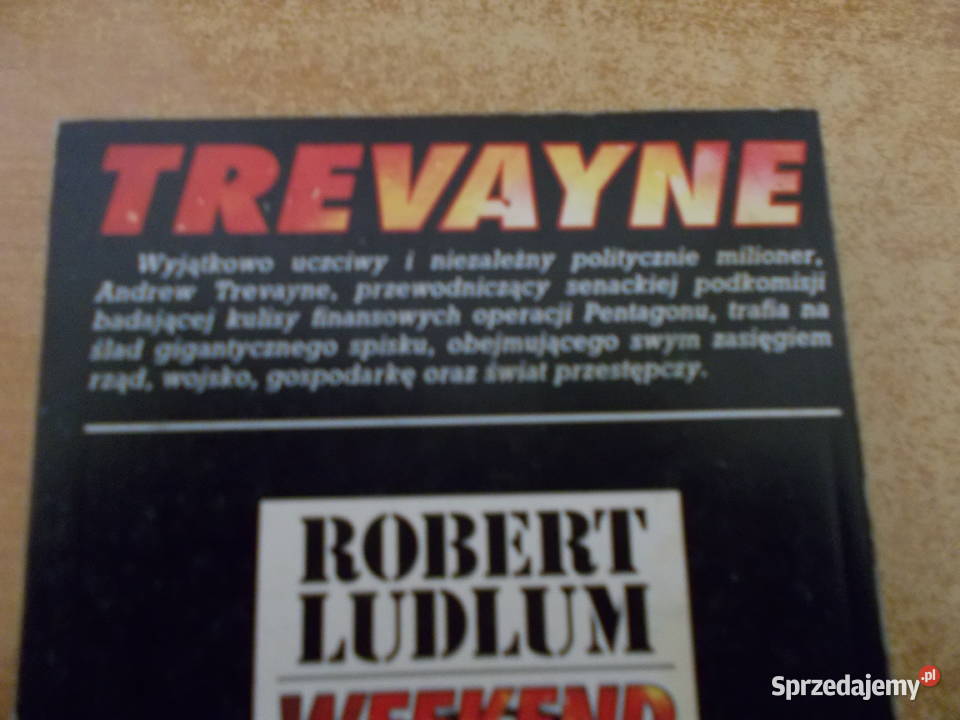 TREVAYNE
Wyjątkowo uczciwy i niezależny politycznie milioner,
Andrew Trevayne, przewodniczący senackiej podkomisji
badającej kulisy finansowych operacji Pentagonu, trafia na
ślad gigantycznego spisku, obejmującego swym zasięgiem
rząd, wojsko, gospodarkę oraz świat przestępczy.
ROBERT
LUDLUM
WEEKEND
Sprzedajemy.pl